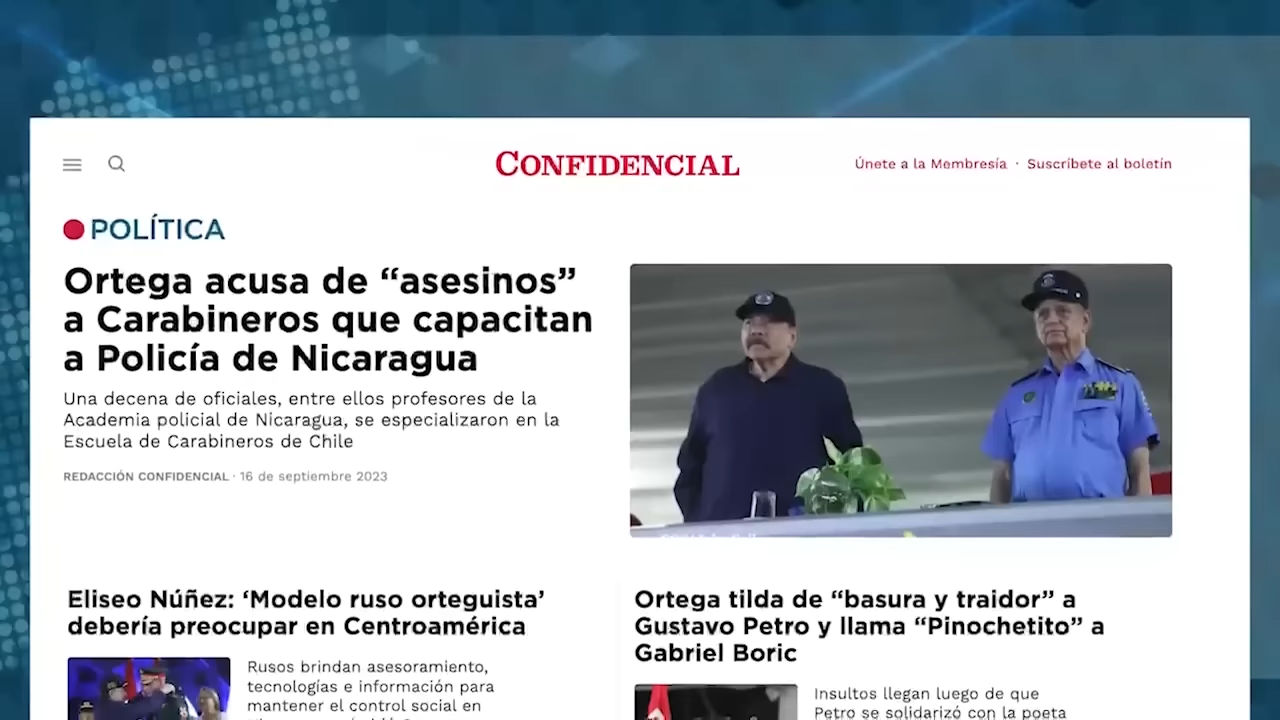 CONFIDENCIAL
Únete a la Membresía · Suscríbete al boletín
POLÍTICA
Ortega acusa de “asesinos”
a Carabineros que capacitan
a Policía de Nicaragua
Una decena de oficiales, entre ellos profesores de la
Academia policial de Nicaragua, se especializaron en la
Escuela de Carabineros de Chile
REDACCIÓN CONFIDENCIAL · 16 de septiembre 2023
Eliseo Núñez: ‘Modelo ruso orteguista’
debería preocupar en Centroamérica
Rusos brindan asesoramiento,
tecnologías e información para
mantener el control social en
Ortega tilda de “basura y traidor” a
Gustavo Petro y llama “Pinochetito” a
Gabriel Boric
Insultos llegan luego de que
Petro se solidarizó con la poeta